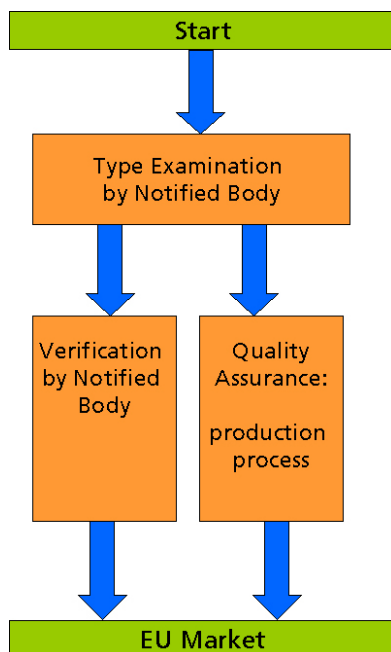 Start
Type Examination
by Notified Body
Verification
by Notified
Body
Quality
Assurance:
production
process
EU Market